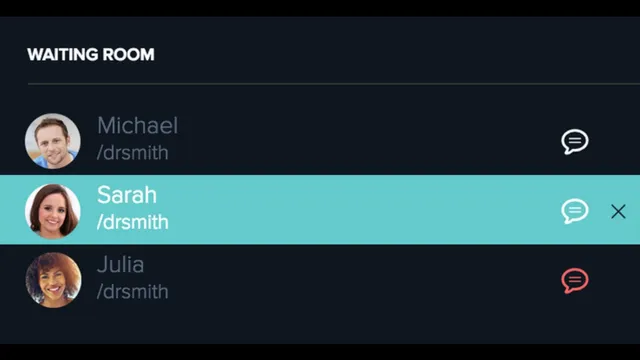 WAITING ROOM
Michael
/drsmith
Sarah
/drsmith
Julia
/drsmith